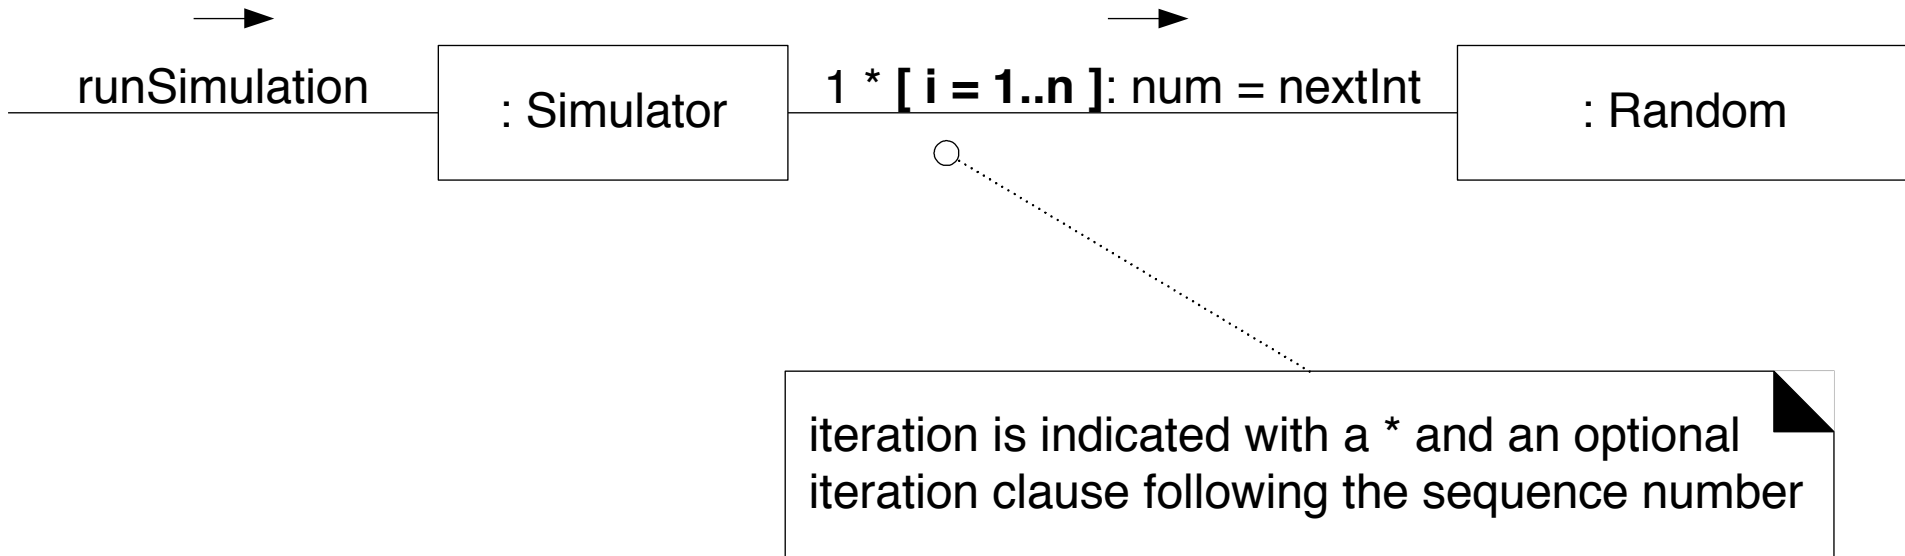 runSimulation
: Simulator
1 * [ i = 1..n ]: num = nextInt
: Random
iteration is indicated with a * and an optional
iteration clause following the sequence number